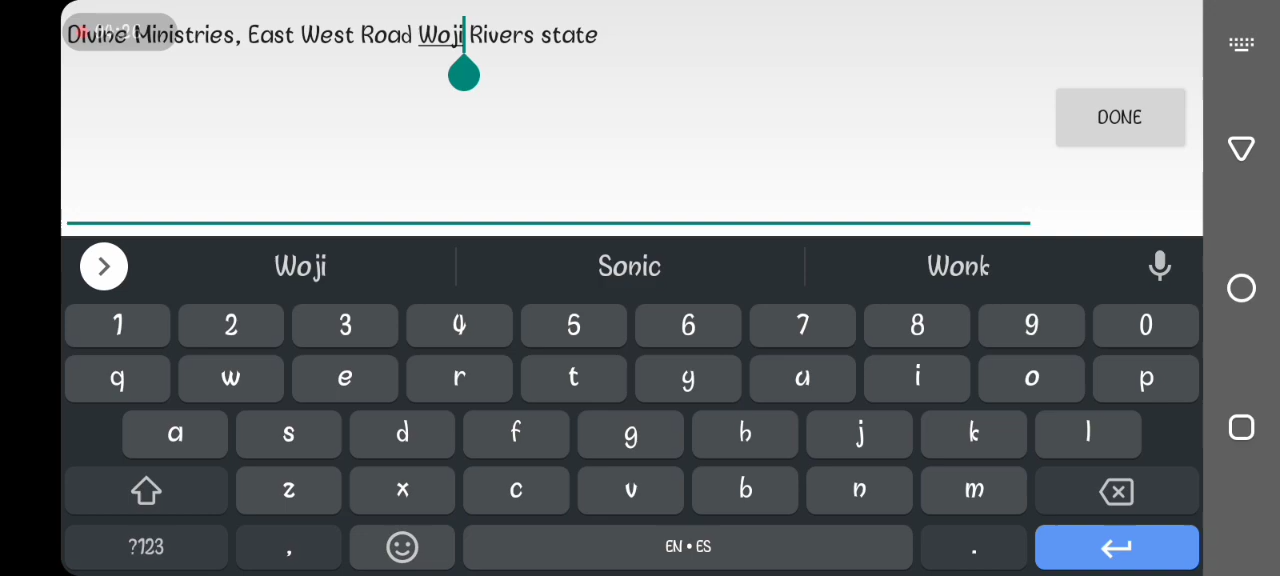 Divine Ministries, East West Road Woji Rivers state
DONE
Woji Sonic Wonk
1 2 3 4 5 6 7 8 9 0
q w e r t y u i o p
a s d f g h j k l
z x c v b n m
?123 , EN • ES .